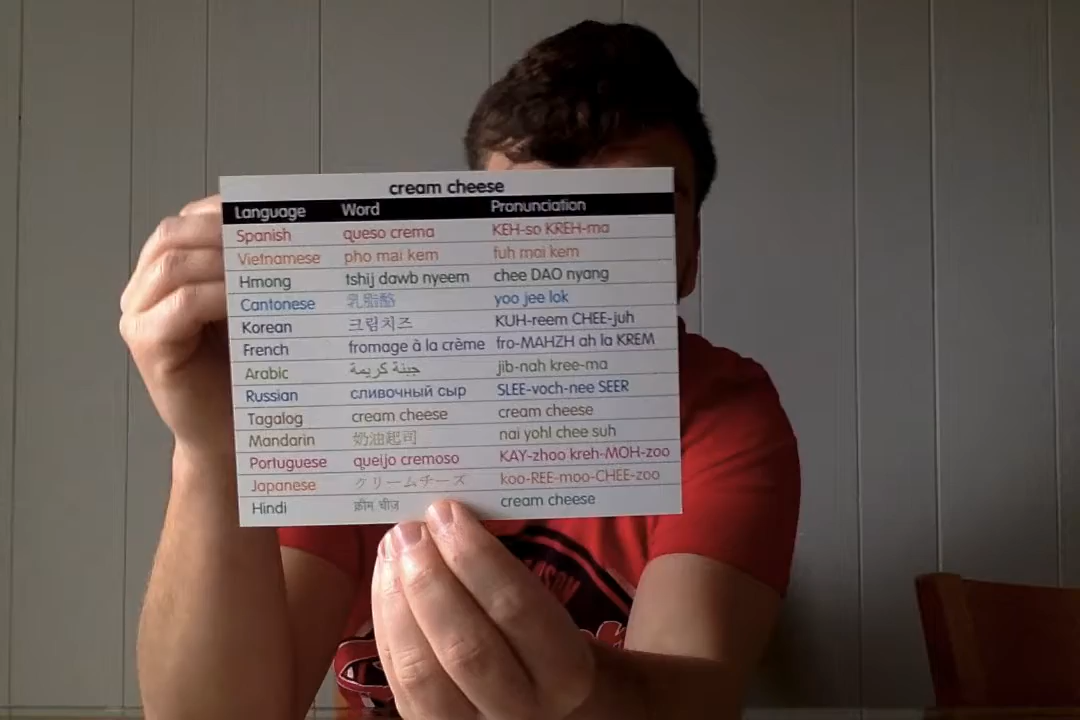 cream cheese
Language Word Pronunciation
Spanish queso crema KEH-so KREH-ma
Vietnamese pho mai kem fuh mai kem
Hmong tshij dawb nyeem chee DAO nyang
Cantonese 乳脂酪 yoo jee lok
Korean 크림치즈 KUH-reem CHEE-juh
French fromage à la crème fro-MAHZH ah la KREM
Arabic جبنة كريمة jib-nah kree-ma
Russian сливочный сыр SLEE-voch-nee SEER
Tagalog cream cheese cream cheese
Mandarin 奶油起司 nai yohl chee suh
Portuguese queijo cremoso KAY-zhoo kreh-MOH-zoo
Japanese クリームチーズ koo-REE-moo-CHEE-zoo
Hindi क्रीम चीज़ cream cheese